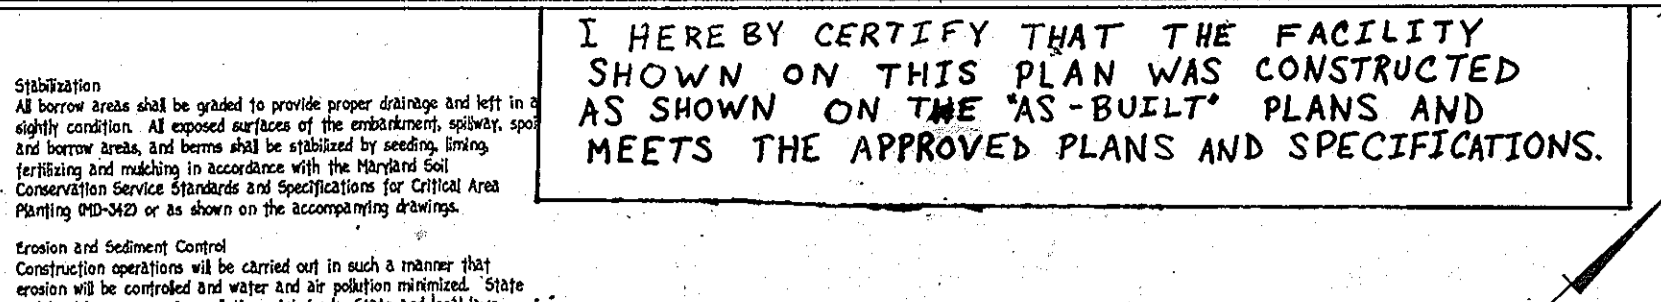 Stabilization
All borrow areas shall be graded to provide proper drainage and left in a
sightly condition. All exposed surfaces of the embankment, spillway, spoil
and borrow areas, and berms shall be stabilized by seeding, liming,
fertilizing and mulching in accordance with the Maryland Soil
Conservation Service Standards and Specifications for Critical Area
Planting (MD-342) or as shown on the accompanying drawings.
Erosion and Sediment Control
Construction operations will be carried out in such a manner that
erosion will be controlled and water and air pollution minimized. State
I HEREBY CERTIFY THAT THE FACILITY
SHOWN ON THIS PLAN WAS CONSTRUCTED
AS SHOWN ON THE "AS-BUILT" PLANS AND
MEETS THE APPROVED PLANS AND SPECIFICATIONS.